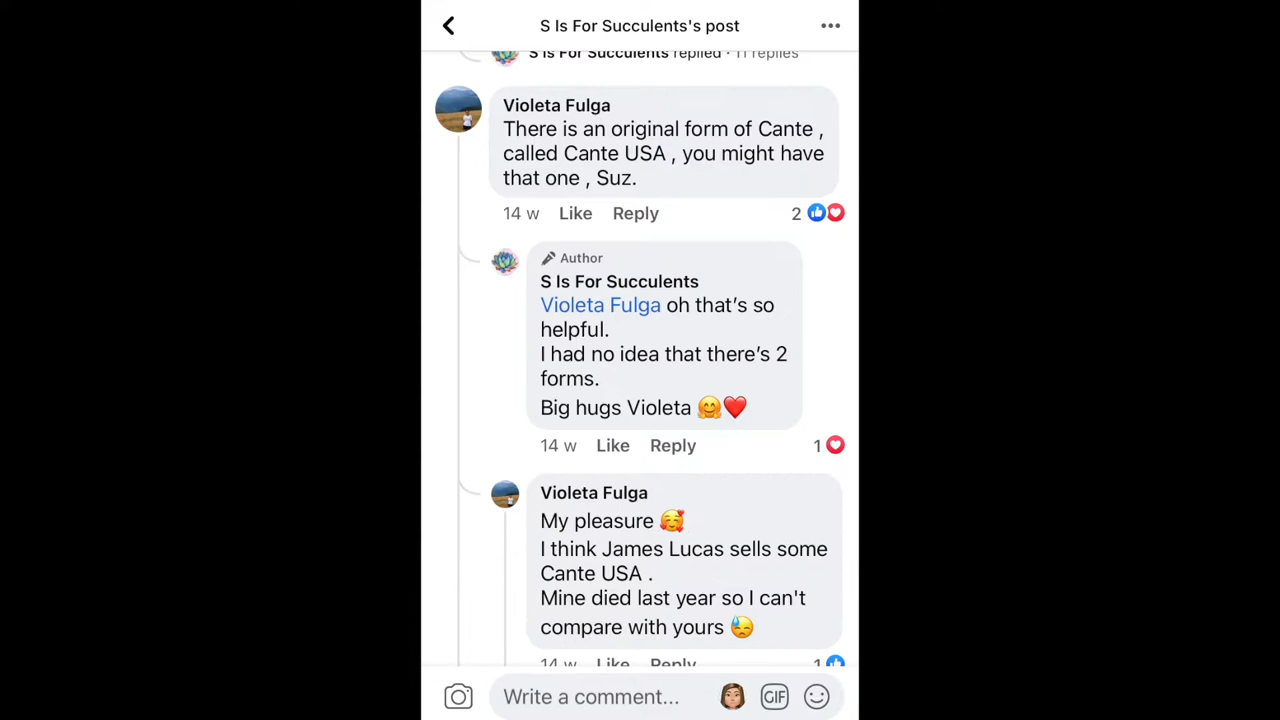 S Is For Succulents's post
S Is For Succulents replied · 11 replies
Violeta Fulga
There is an original form of Cante ,
called Cante USA , you might have
that one , Suz.
14 w Like Reply 2
Author
S Is For Succulents
Violeta Fulga oh that’s so
helpful.
I had no idea that there’s 2
forms.
Big hugs Violeta 🤗❤️
14 w Like Reply 1
Violeta Fulga
My pleasure 🥰
I think James Lucas sells some
Cante USA .
Mine died last year so I can't
compare with yours 😓
14 w Like Reply 1
Write a comment... GIF